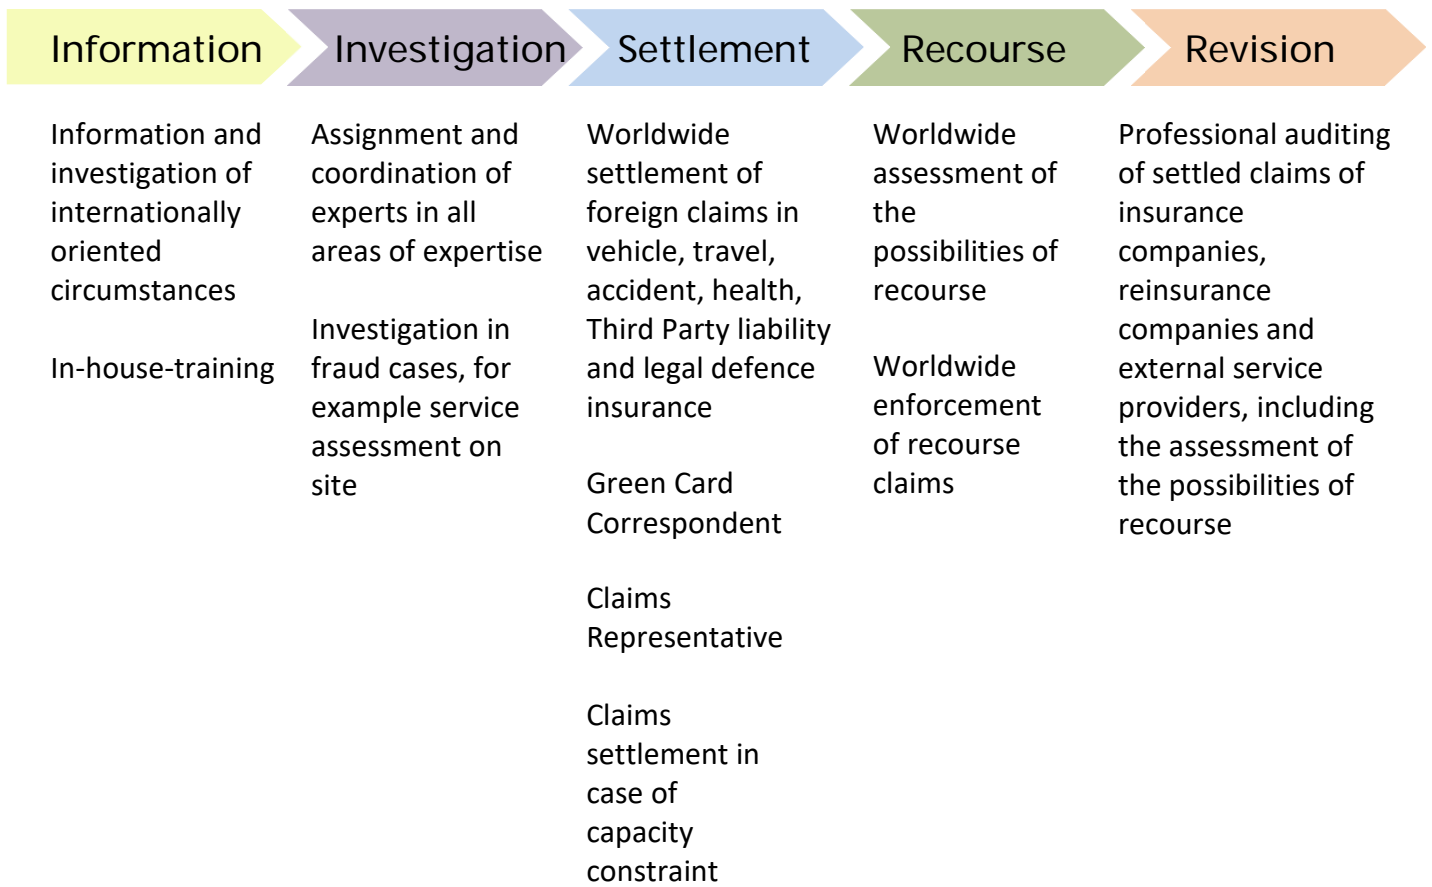 Information
Investigation
Settlement
Recourse
Revision
Information and
investigation of
internationally
oriented
circumstances
In-house-training
Assignment and
coordination of
experts in all
areas of expertise
Investigation in
fraud cases, for
example service
assessment on
site
Worldwide
settlement of
foreign claims in
vehicle, travel,
accident, health,
Third Party liability
and legal defence
insurance
Green Card
Correspondent
Claims
Representative
Claims
settlement in
case of
capacity
constraint
Worldwide
assessment of
the
possibilities of
recourse
Worldwide
enforcement
of recourse
claims
Professional auditing
of settled claims of
insurance
companies,
reinsurance
companies and
external service
providers, including
the assessment of
the possibilities of
recourse